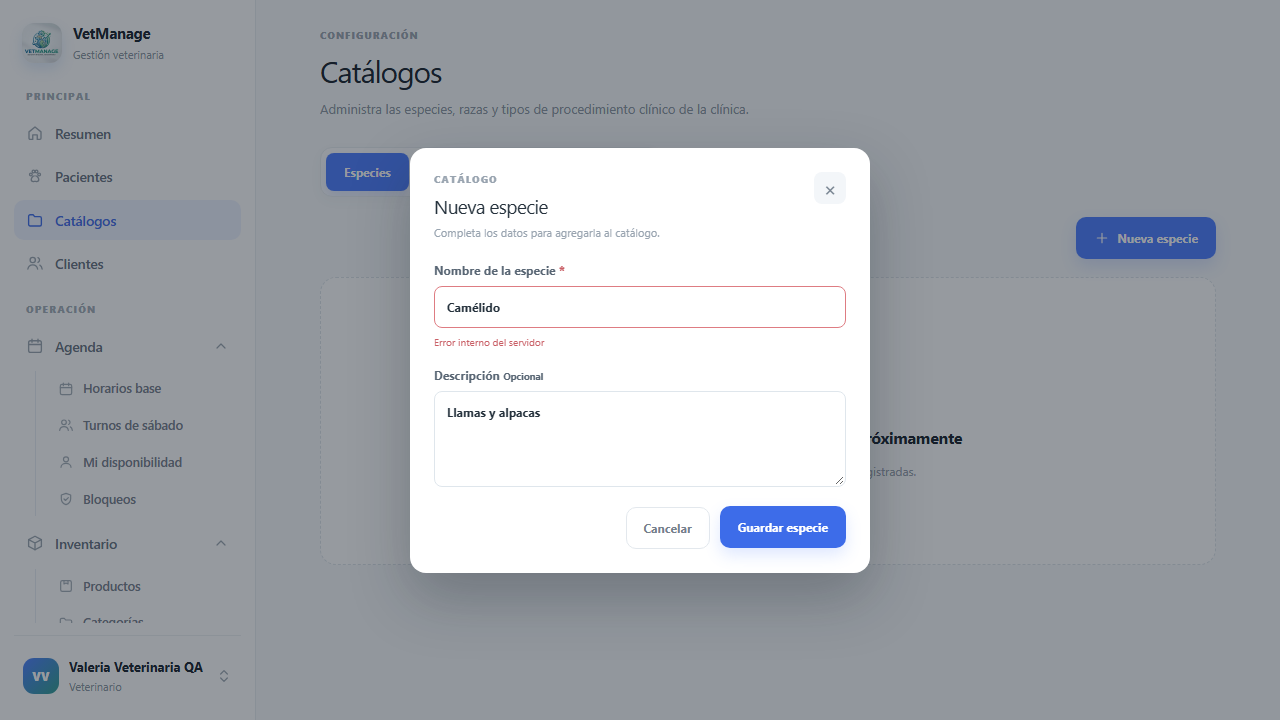 VetManage
Gestión veterinaria
PRINCIPAL
Resumen
Pacientes
Catálogos
Clientes
OPERACIÓN
Agenda
Horarios base
Turnos de sábado
Mi disponibilidad
Bloqueos
Inventario
Productos
Categorías
VV
Valeria Veterinaria QA
Veterinario
CONFIGURACIÓN
Catálogos
Administra las especies, razas y tipos de procedimiento clínico de la clínica.
Especies
Nueva especie
CATÁLOGO
Nueva especie
Completa los datos para agregarla al catálogo.
Nombre de la especie *
Camélido
Error interno del servidor
Descripción Opcional
Llamas y alpacas
Cancelar
Guardar especie